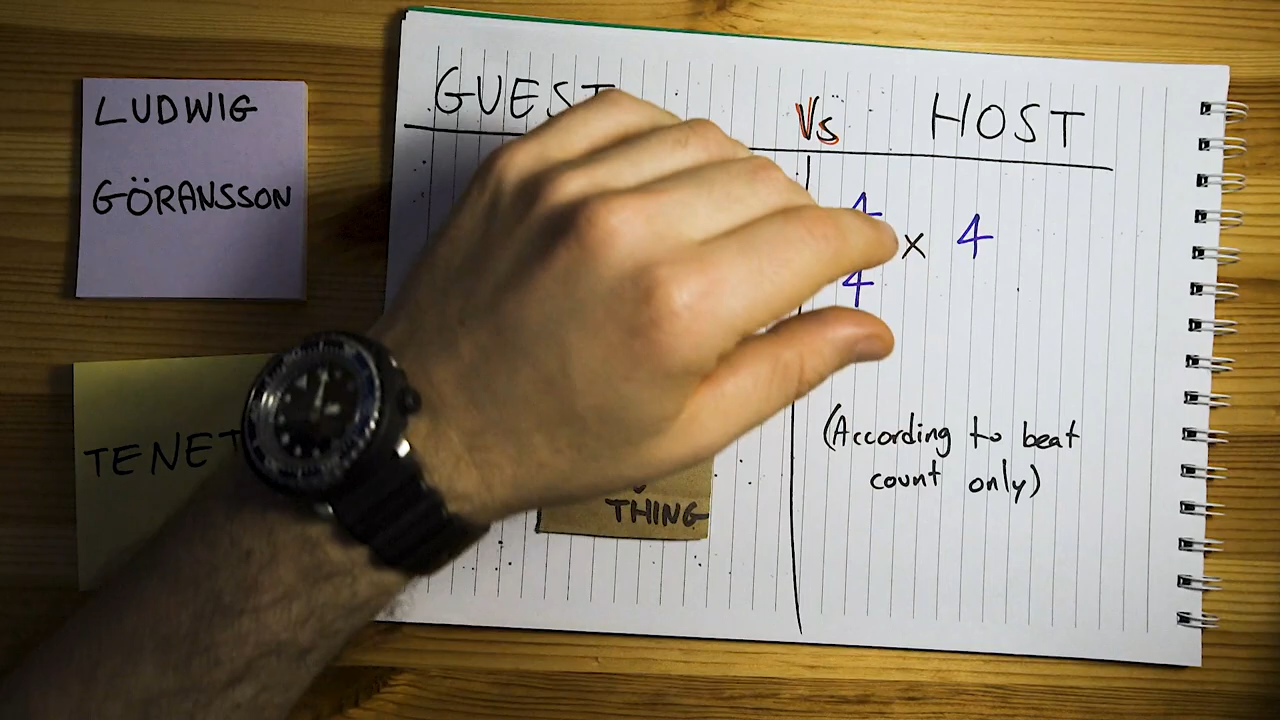 LUDWIG
GÖRANSSON
TENET
GUEST
Vs
HOST
4
4
x 4
(According to beat
count only)
THING